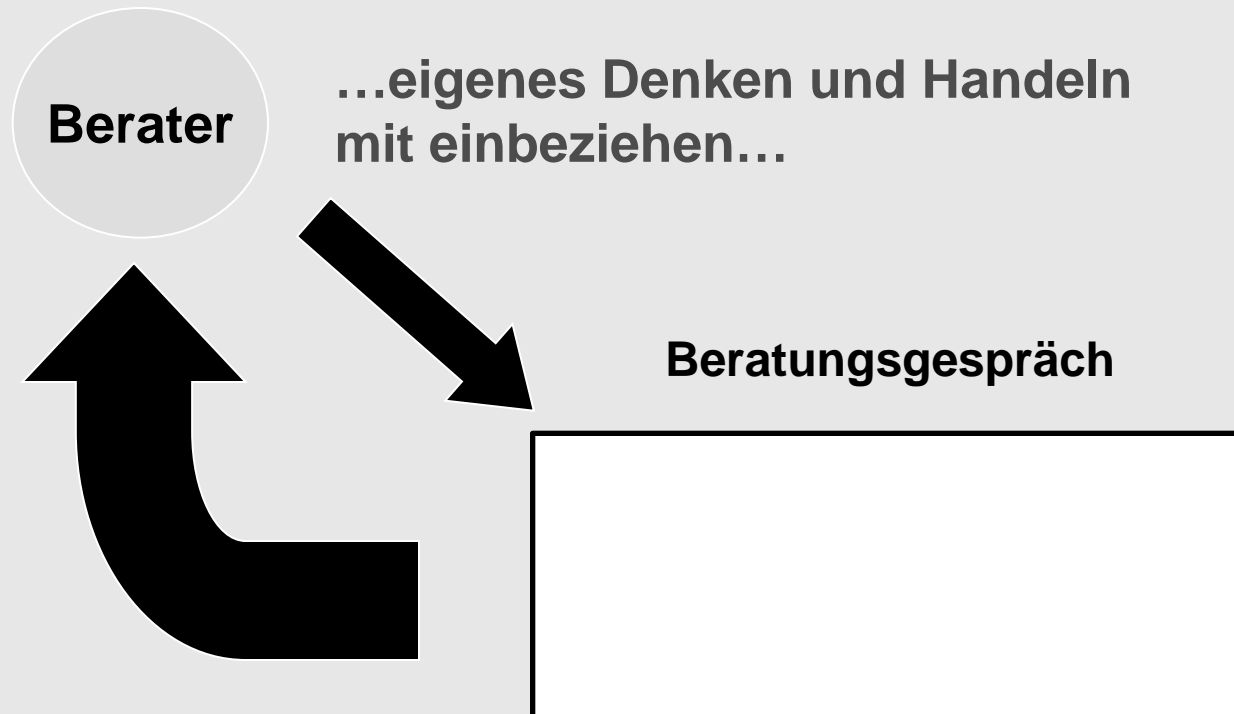 Berater
…eigenes Denken und Handeln
mit einbeziehen…
Beratungsgespräch